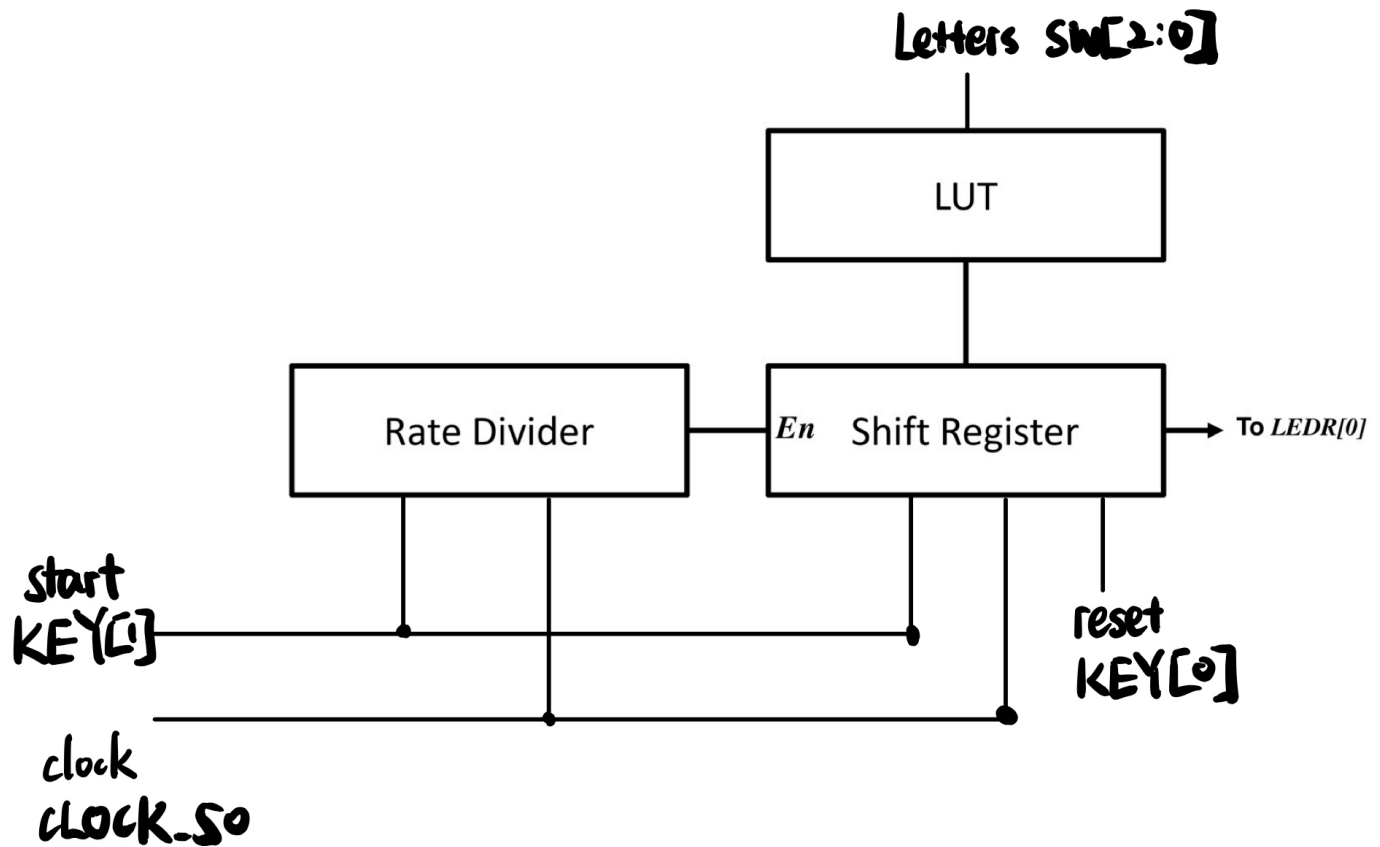 Letters SW[2:0]
LUT
Rate Divider
En
Shift Register
To LEDR[0]
start
KEY[1]
reset
KEY[0]
clock
CLOCK_50